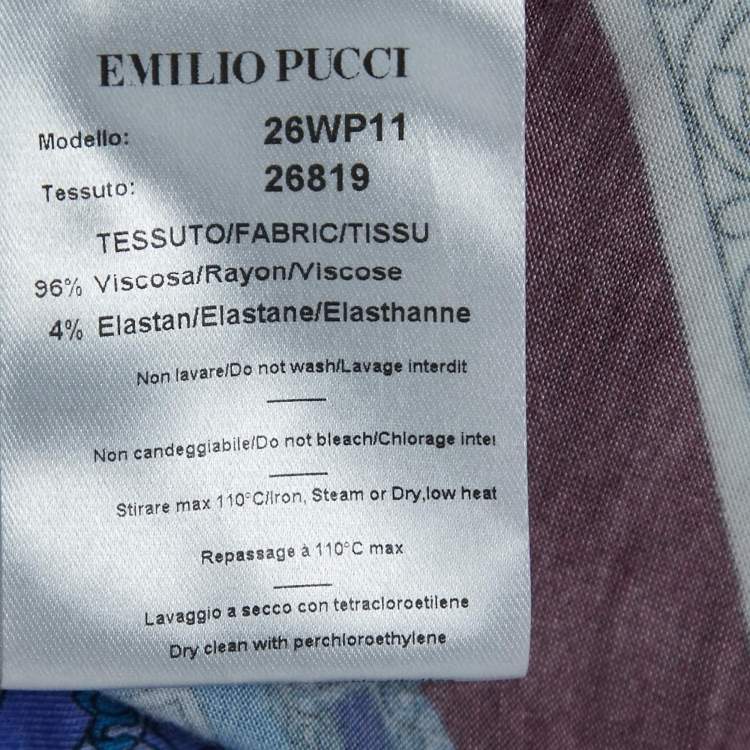 EMILIO PUCCI
Modello: 26WP11
Tessuto: 26819
TESSUTO/FABRIC/TISSU
96% Viscosa/Rayon/Viscose
4% Elastan/Elastane/Elasthanne
Non lavare/Do not wash/Lavage interdit
Non candeggiabile/Do not bleach/Chlorage inter
Stirare max 110°C/Iron, Steam or Dry,low heat
Repassage à 110°C max
Lavaggio a secco con tetracloroetilene
Dry clean with perchloroethylene